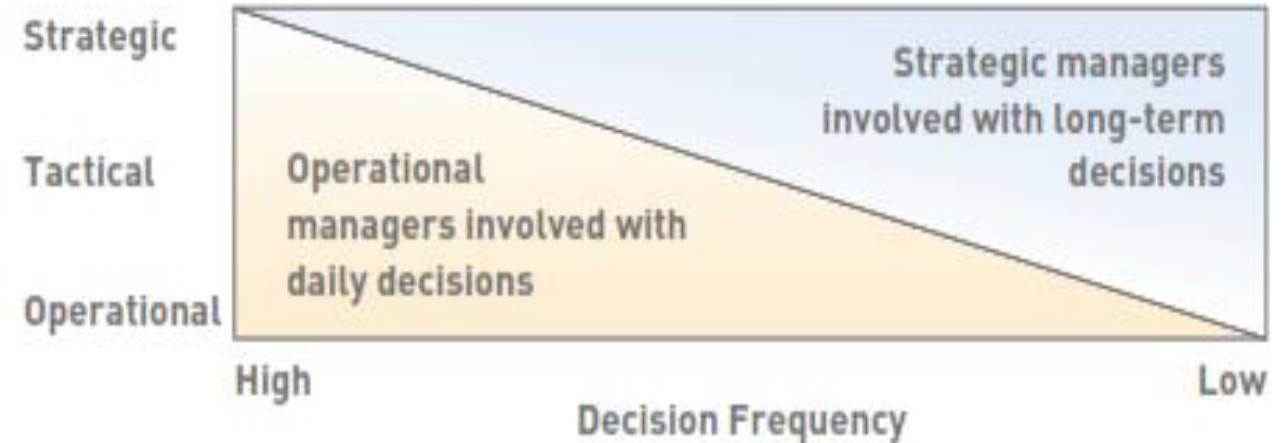 Strategic
Tactical
Operational
Operational
managers involved with
daily decisions
Strategic managers
involved with long-term
decisions
High
Low
Decision Frequency